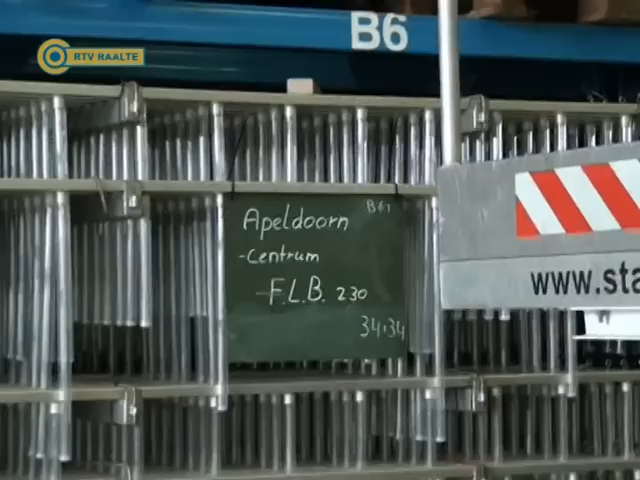 B6
RTV RAALTE
B61
Apeldoorn
-Centrum
-F.L.B. 230
34+34
www.sta